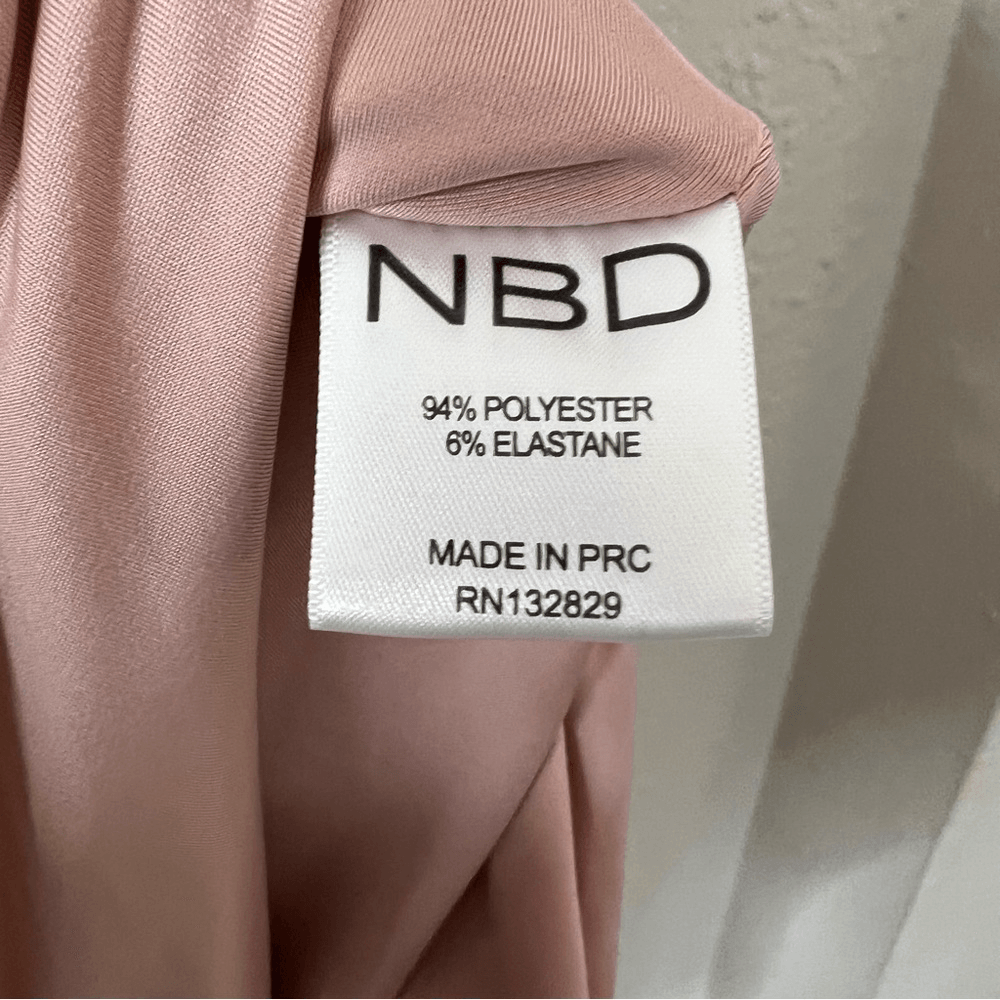 NBD
94% POLYESTER
6% ELASTANE
MADE IN PRC
RN132829